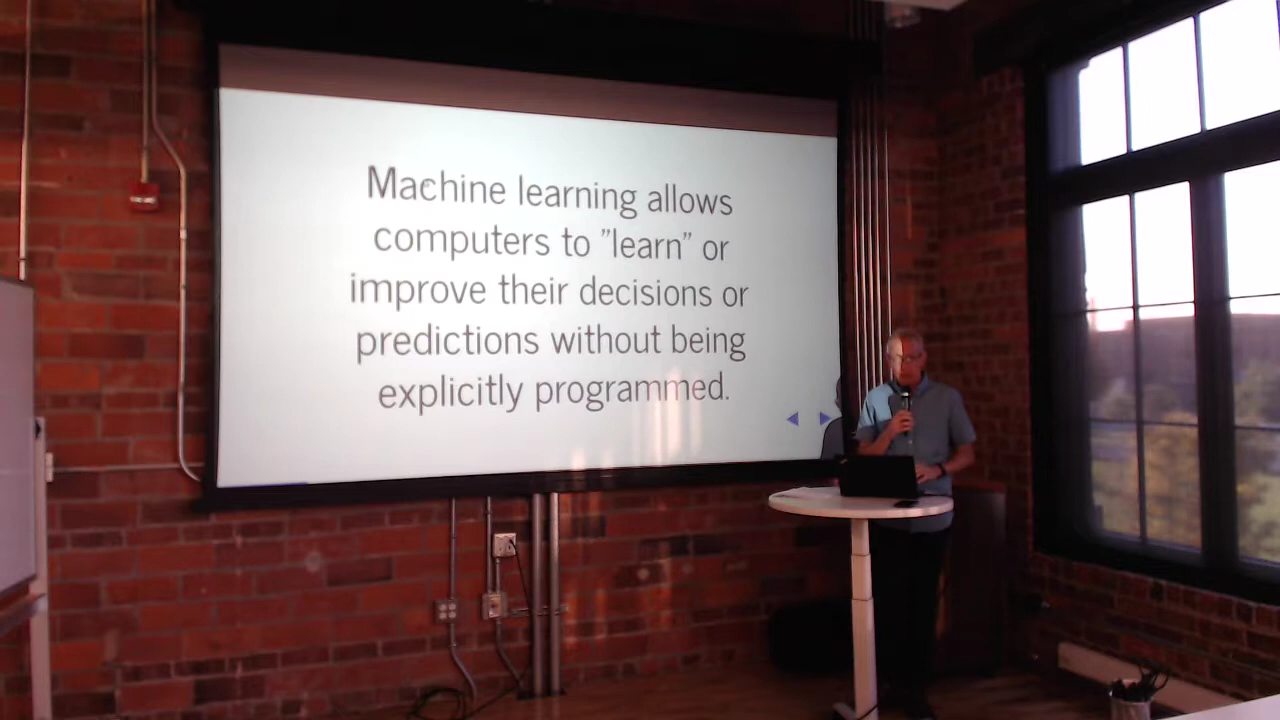 Machine learning allows
computers to "learn" or
improve their decisions or
predictions without being
explicitly programmed.